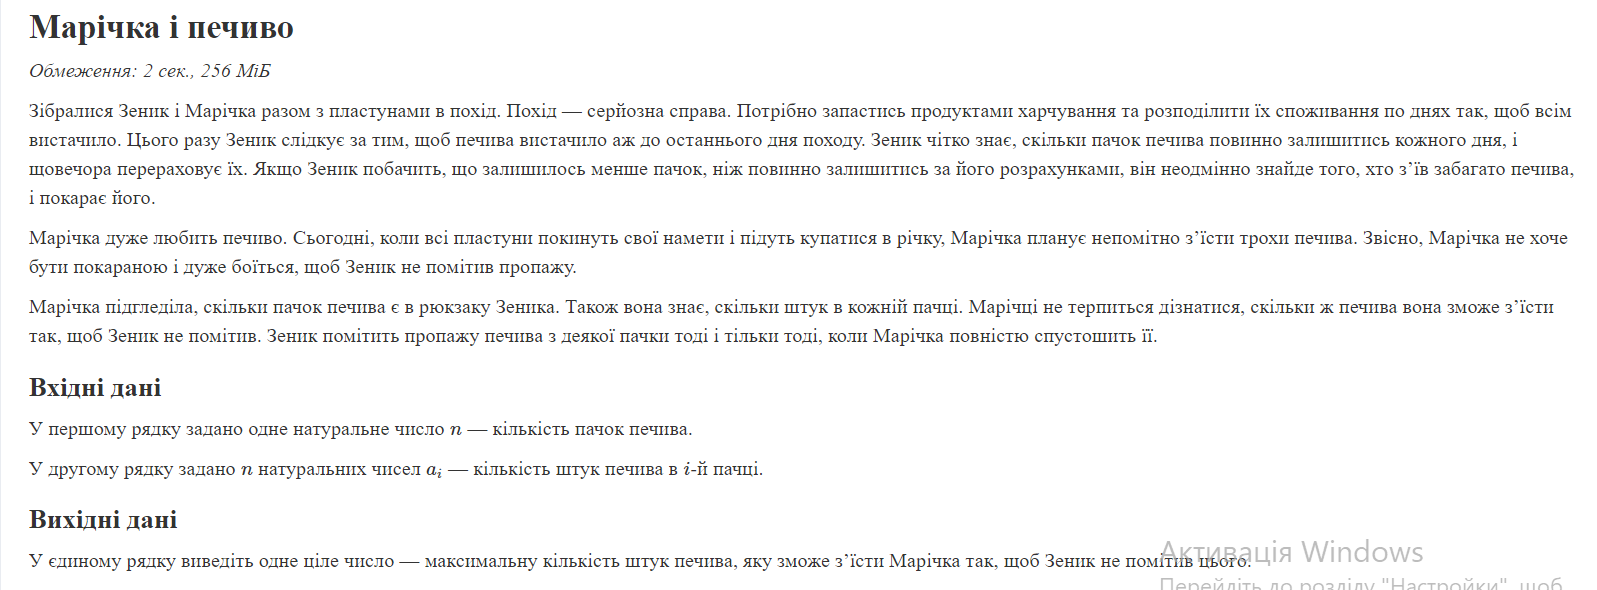 Марічка і печиво
Обмеження: 2 сек., 256 МіБ
Зібралися Зеник і Марічка разом з пластунами в похід. Похід — серйозна справа. Потрібно запастись продуктами харчування та розподілити їх споживання по днях так, щоб всім
вистачило. Цього разу Зеник слідкує за тим, щоб печива вистачило аж до останнього дня походу. Зеник чітко знає, скільки пачок печива повинно залишитись кожного дня, і
щовечора перераховує їх. Якщо Зеник побачить, що залишилось менше пачок, ніж повинно залишитись за його розрахунками, він неодмінно знайде того, хто з’їв забагато печива,
і покарає його.
Марічка дуже любить печиво. Сьогодні, коли всі пластуни покинуть свої намети і підуть купатися в річку, Марічка планує непомітно з’їсти трохи печива. Звісно, Марічка не хоче
бути покараною і дуже боїться, щоб Зеник не помітив пропажу.
Марічка підгледіла, скільки пачок печива є в рюкзаку Зеника. Також вона знає, скільки штук в кожній пачці. Марічці не терпиться дізнатися, скільки ж печива вона зможе з’їсти
так, щоб Зеник не помітив. Зеник помітить пропажу печива з деякої пачки тоді і тільки тоді, коли Марічка повністю спустошить її.
Вхідні дані
У першому рядку задано одне натуральне число n — кількість пачок печива.
У другому рядку задано n натуральних чисел aᵢ — кількість штук печива в i-й пачці.
Вихідні дані
У єдиному рядку виведіть одне ціле число — максимальну кількість штук печива, яку зможе з’їсти Марічка так, щоб Зеник не помітив цього.
Активація Windows
Перейдіть до розділу "Настройки", щоб